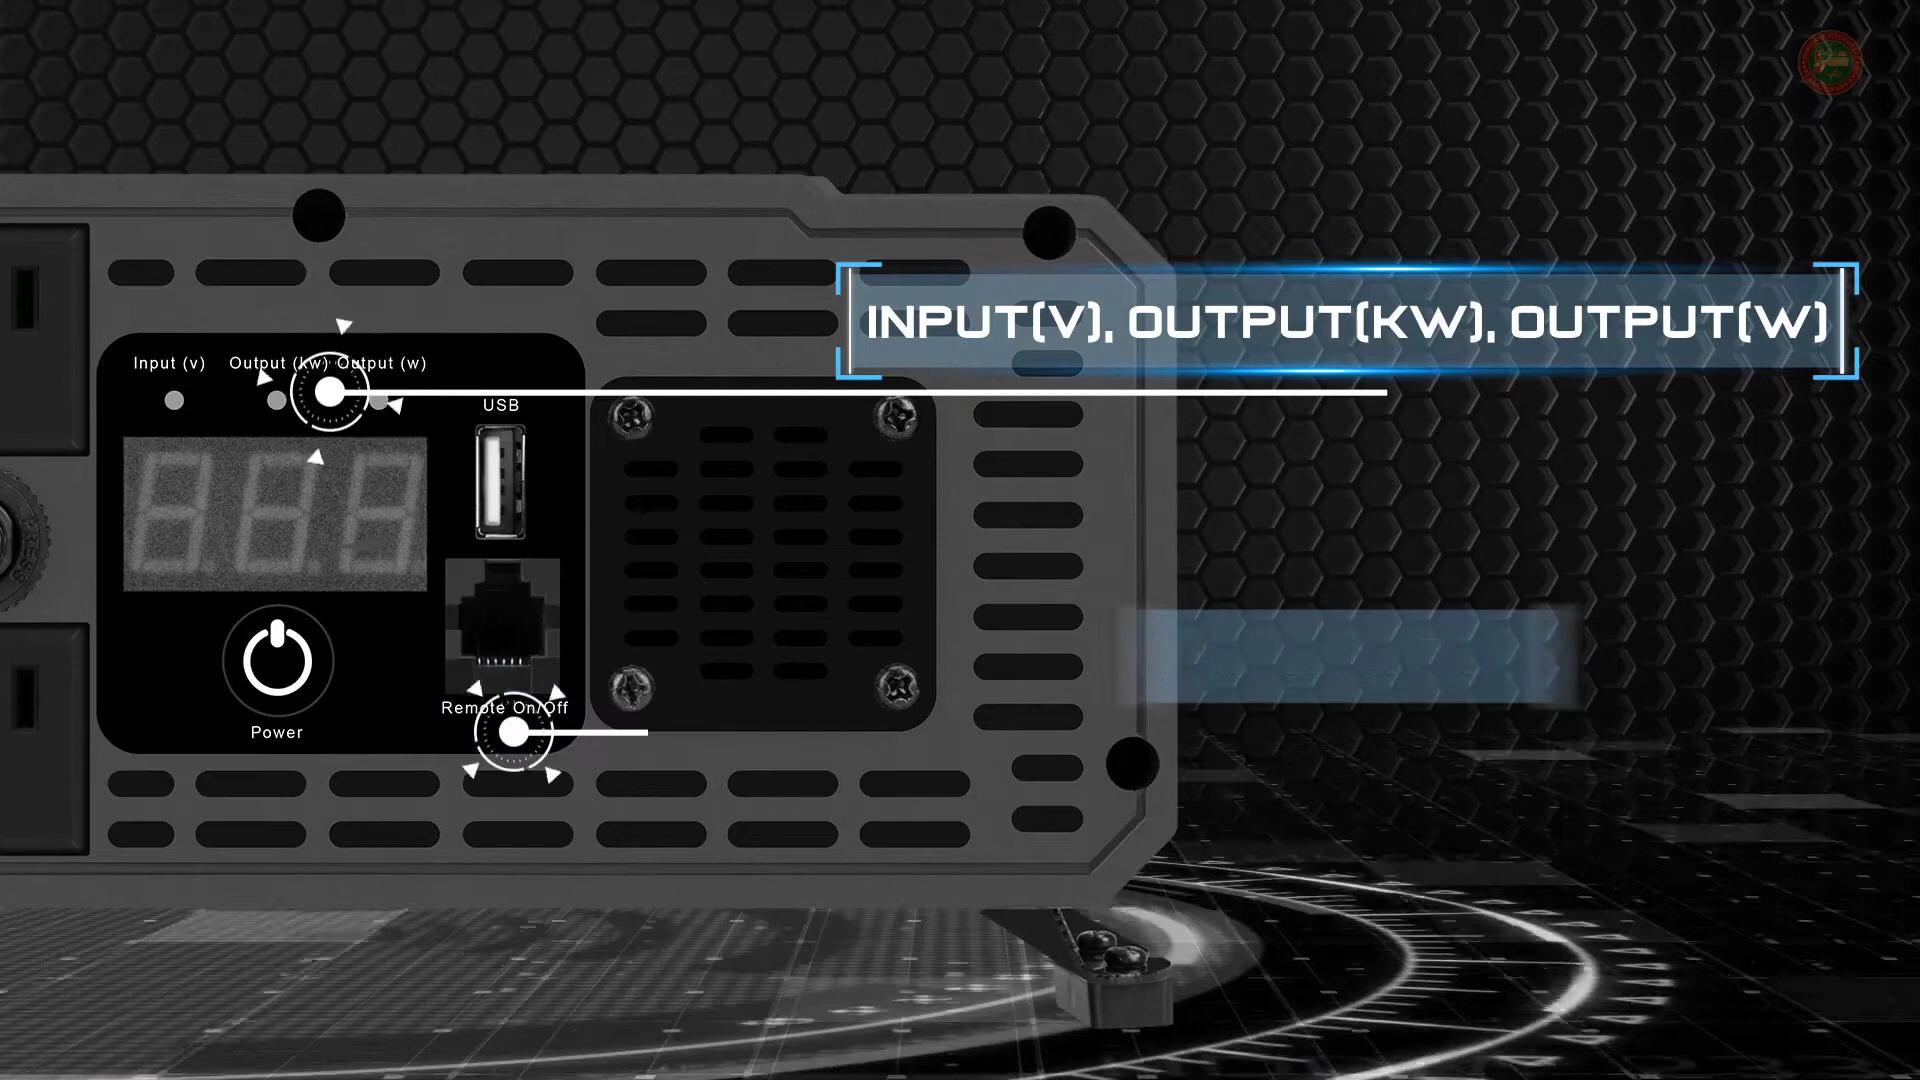 INPUT(V), OUTPUT(KW), OUTPUT(W)
Input (v) Output (kw) Output (w)
USB
Remote On/Off
Power